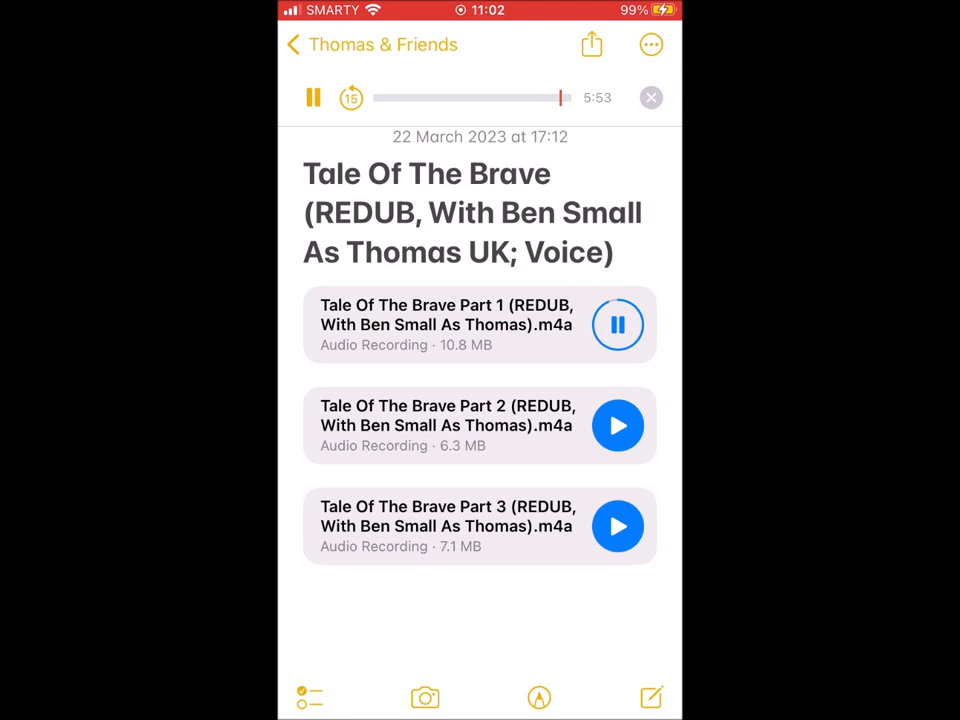 SMARTY 11:02 99%
Thomas & Friends
15 5:53
22 March 2023 at 17:12
Tale Of The Brave
(REDUB, With Ben Small
As Thomas UK; Voice)
Tale Of The Brave Part 1 (REDUB,
With Ben Small As Thomas).m4a
Audio Recording · 10.8 MB
Tale Of The Brave Part 2 (REDUB,
With Ben Small As Thomas).m4a
Audio Recording · 6.3 MB
Tale Of The Brave Part 3 (REDUB,
With Ben Small As Thomas).m4a
Audio Recording · 7.1 MB